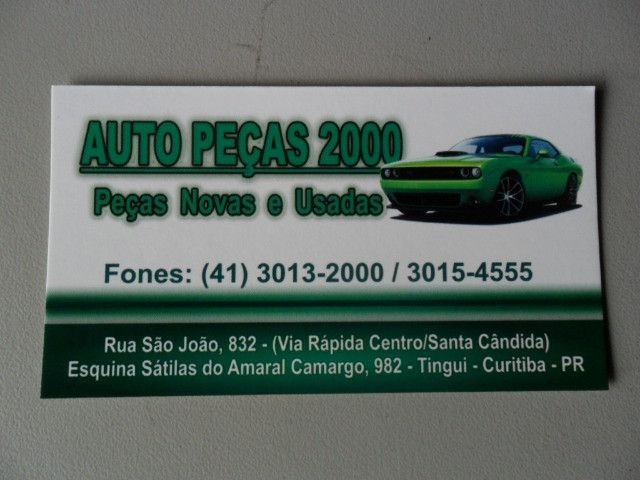 AUTO PEÇAS 2000
Peças Novas e Usadas
Fones: (41) 3013-2000 / 3015-4555
Rua São João, 832 - (Via Rápida Centro/Santa Cândida)
Esquina Sátilas do Amaral Camargo, 982 - Tingui - Curitiba - PR